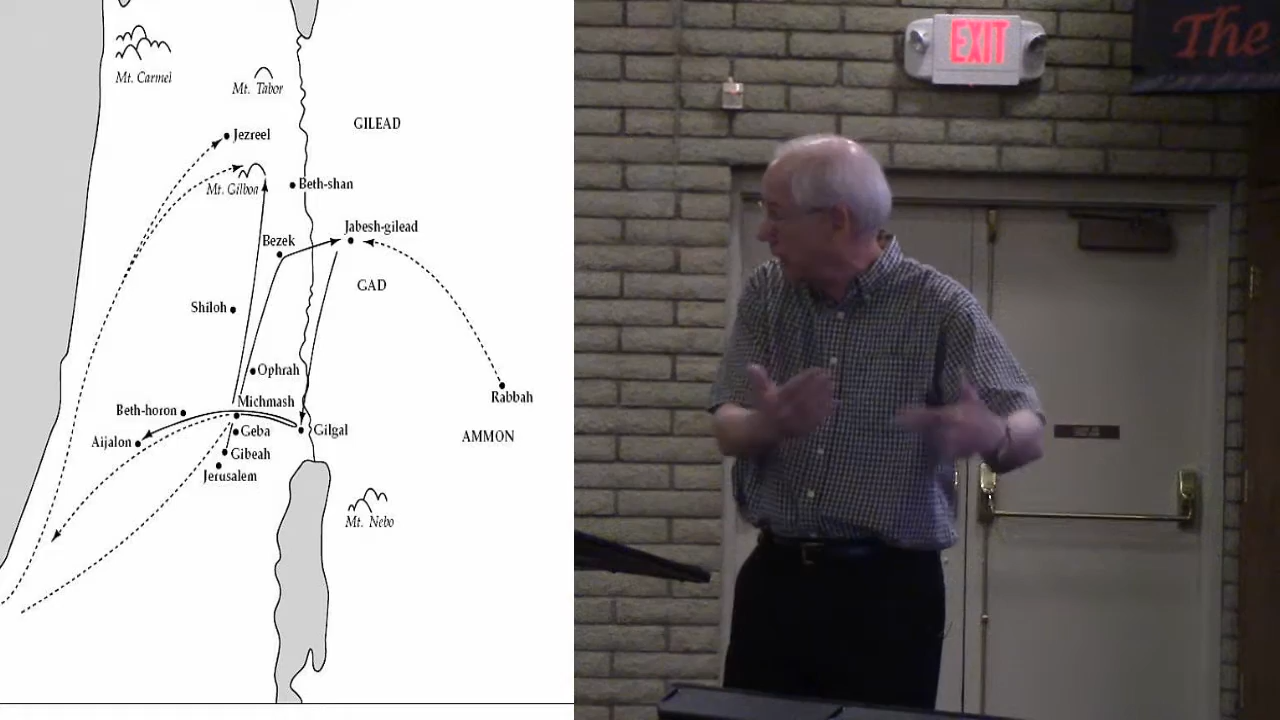 Mt. Carmel
Mt. Tabor
GILEAD
Jezreel
Mt. Gilboa
Beth-shan
Jabesh-gilead
Bezek
GAD
Shiloh
Ophrah
Rabbah
Michmash
Beth-horon
Gilgal
Geba
AMMON
Aijalon
Gibeah
Jerusalem
Mt. Nebo
EXIT
The